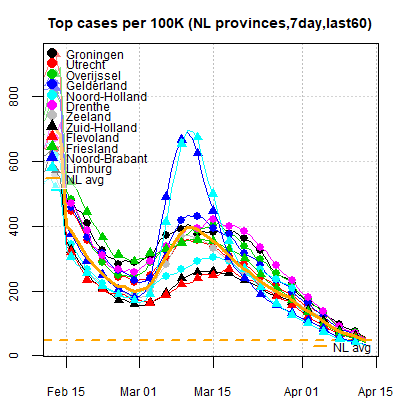 Top cases per 100K (NL provinces,7day,last60)
Groningen
Utrecht
Overijssel
Gelderland
Noord-Holland
Drenthe
Zeeland
Zuid-Holland
Flevoland
Friesland
Noord-Brabant
Limburg
NL avg
800
600
400
200
0
NL avg
Feb 15
Mar 01
Mar 15
Apr 01
Apr 15